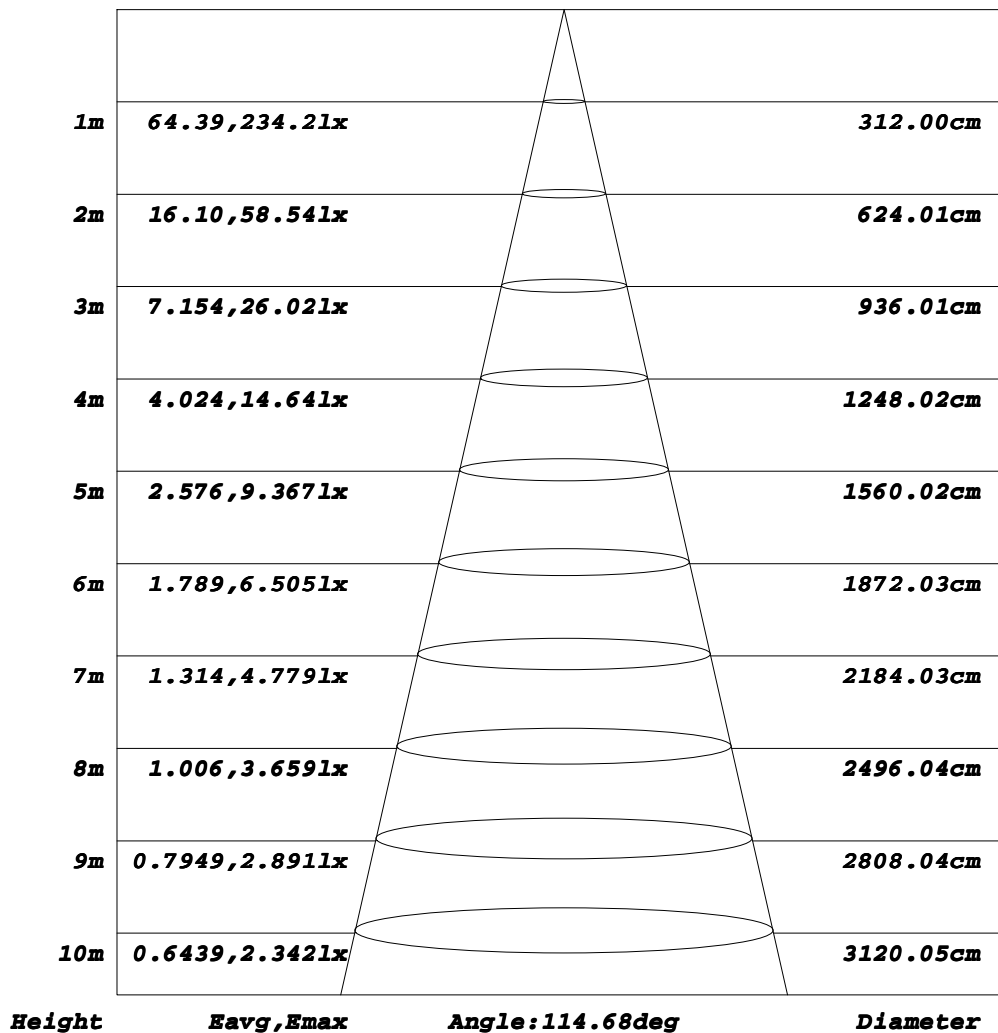 1m 64.39,234.2lx 312.00cm
2m 16.10,58.54lx 624.01cm
3m 7.154,26.02lx 936.01cm
4m 4.024,14.64lx 1248.02cm
5m 2.576,9.367lx 1560.02cm
6m 1.789,6.505lx 1872.03cm
7m 1.314,4.779lx 2184.03cm
8m 1.006,3.659lx 2496.04cm
9m 0.7949,2.891lx 2808.04cm
10m 0.6439,2.342lx 3120.05cm
Height Eavg,Emax Angle:114.68deg Diameter